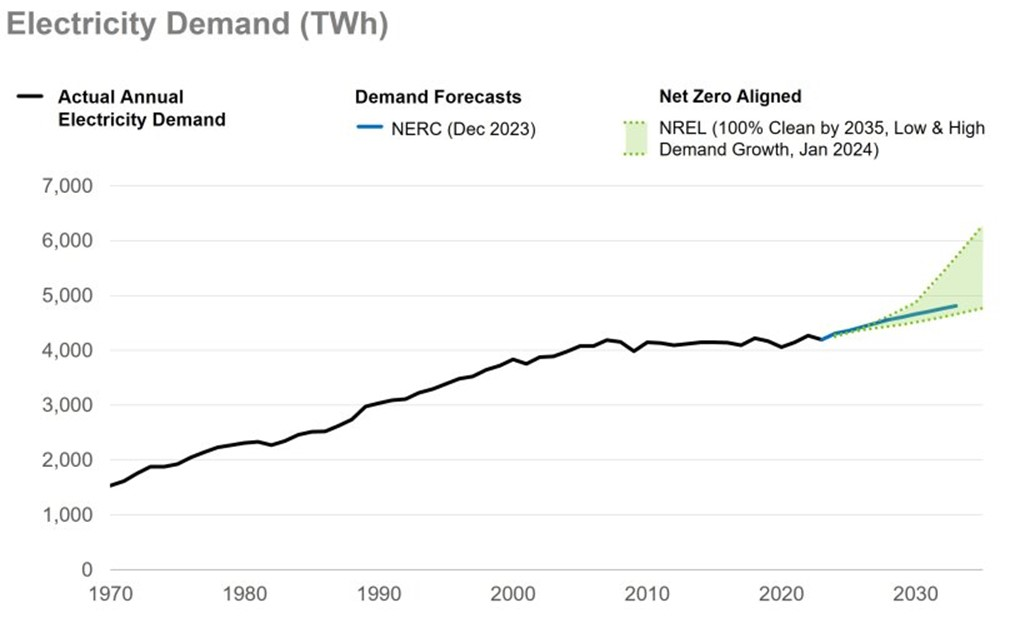 Electricity Demand (TWh)
Actual Annual
Electricity Demand
Demand Forecasts
NERC (Dec 2023)
Net Zero Aligned
NREL (100% Clean by 2035, Low & High
Demand Growth, Jan 2024)
7,000
6,000
5,000
4,000
3,000
2,000
1,000
0
1970
1980
1990
2000
2010
2020
2030